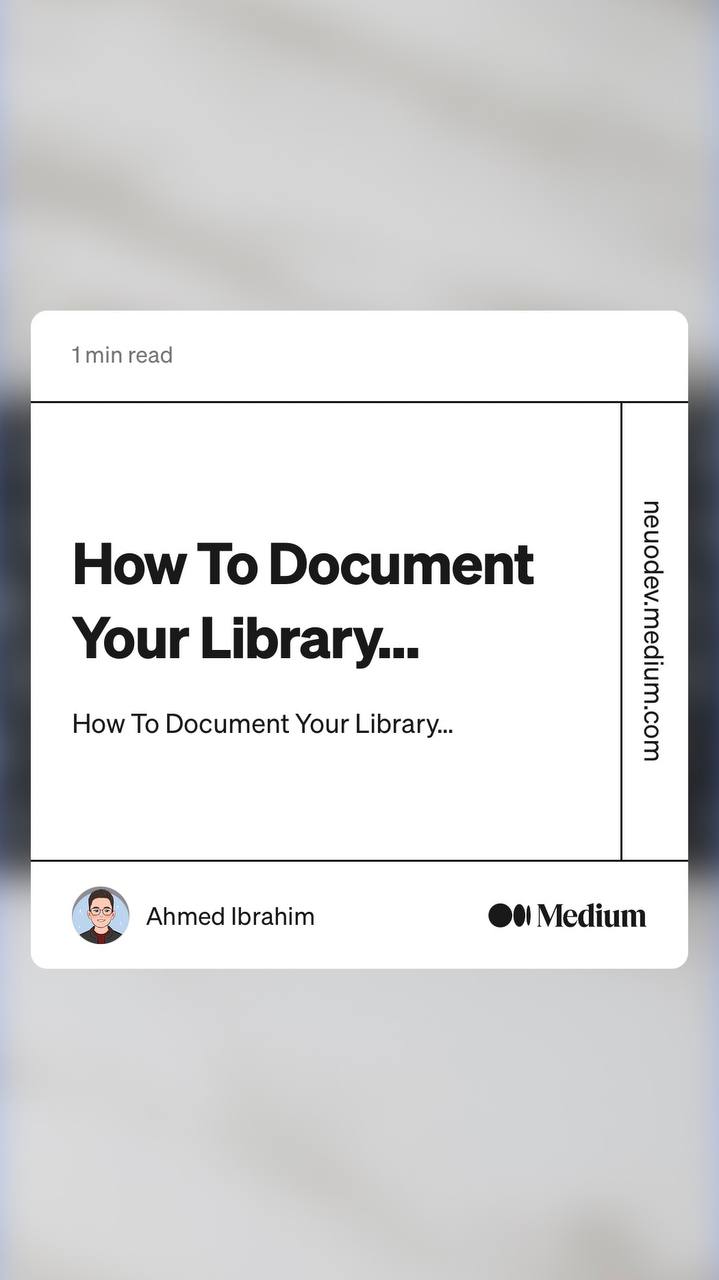 1 min read
How To Document
Your Library...
How To Document Your Library...
neuodev.medium.com
Ahmed Ibrahim
Medium